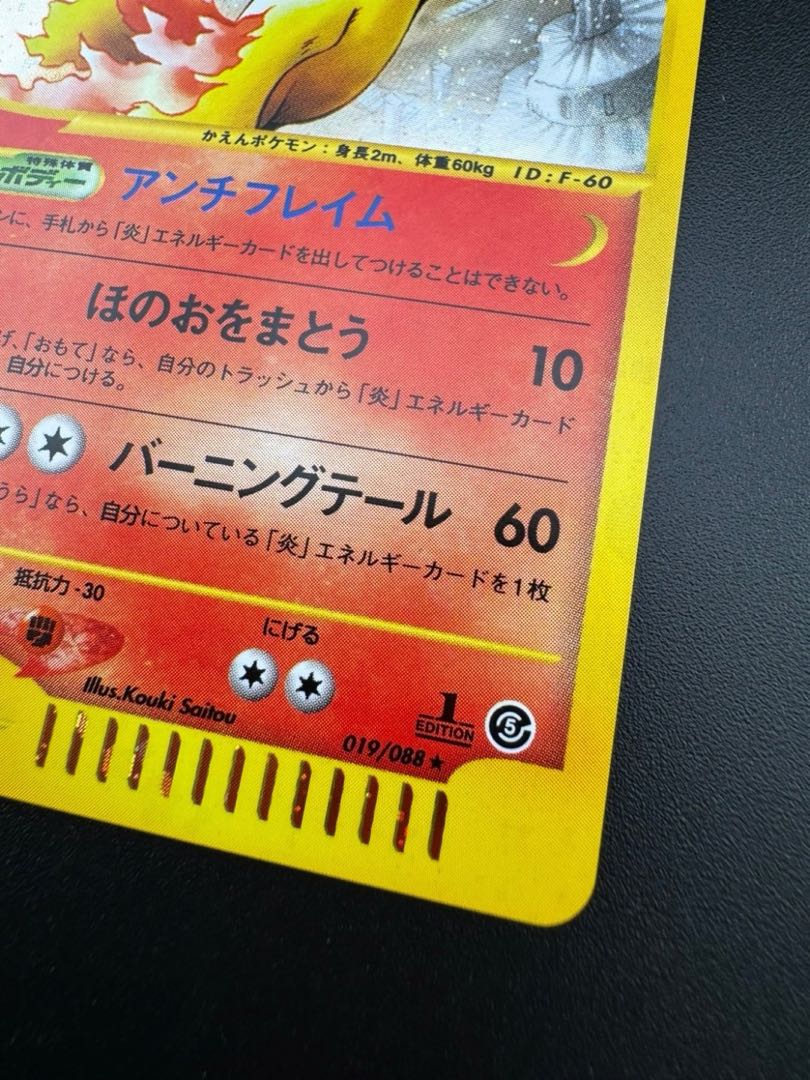 かえんポケモン：身長2m、体重60kg ID:F-60
特殊体質
ボディー アンチフレイム
ンに、手札から「炎」エネルギーカードを出してつけることはできない。
ほのおをまとう 10
げ、「おもて」なら、自分のトラッシュから「炎」エネルギーカード
自分につける。
バーニングテール 60
うら」なら、自分についている「炎」エネルギーカードを1枚
抵抗力 -30
にげる
Illus.Kouki Saitou
1
EDITION
5
019/088 ★